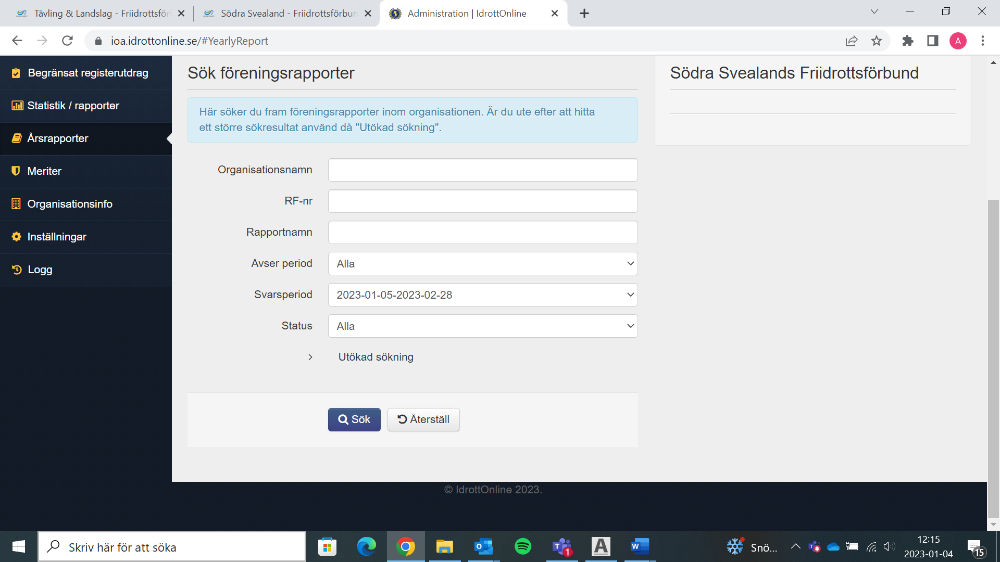 Tävling & Landslag - Friidrottsför
Södra Svealand - Friidrottsförbun
Administration | IdrottOnline
ioa.idrottonline.se/#YearlyReport
A
Begränsat registerutdrag
Statistik / rapporter
Årsrapporter
Meriter
Organisationsinfo
Inställningar
Logg
Sök föreningsrapporter
Här söker du fram föreningsrapporter inom organisationen. Är du ute efter att hitta
ett större sökresultat använd då "Utökad sökning".
Organisationsnamn
RF-nr
Rapportnamn
Avser period
Alla
Svarsperiod
2023-01-05-2023-02-28
Status
Alla
Utökad sökning
Sök
Återställ
Södra Svealands Friidrottsförbund
© IdrottOnline 2023.
Skriv här för att söka
1
Snö...
12:15
2023-01-04
15